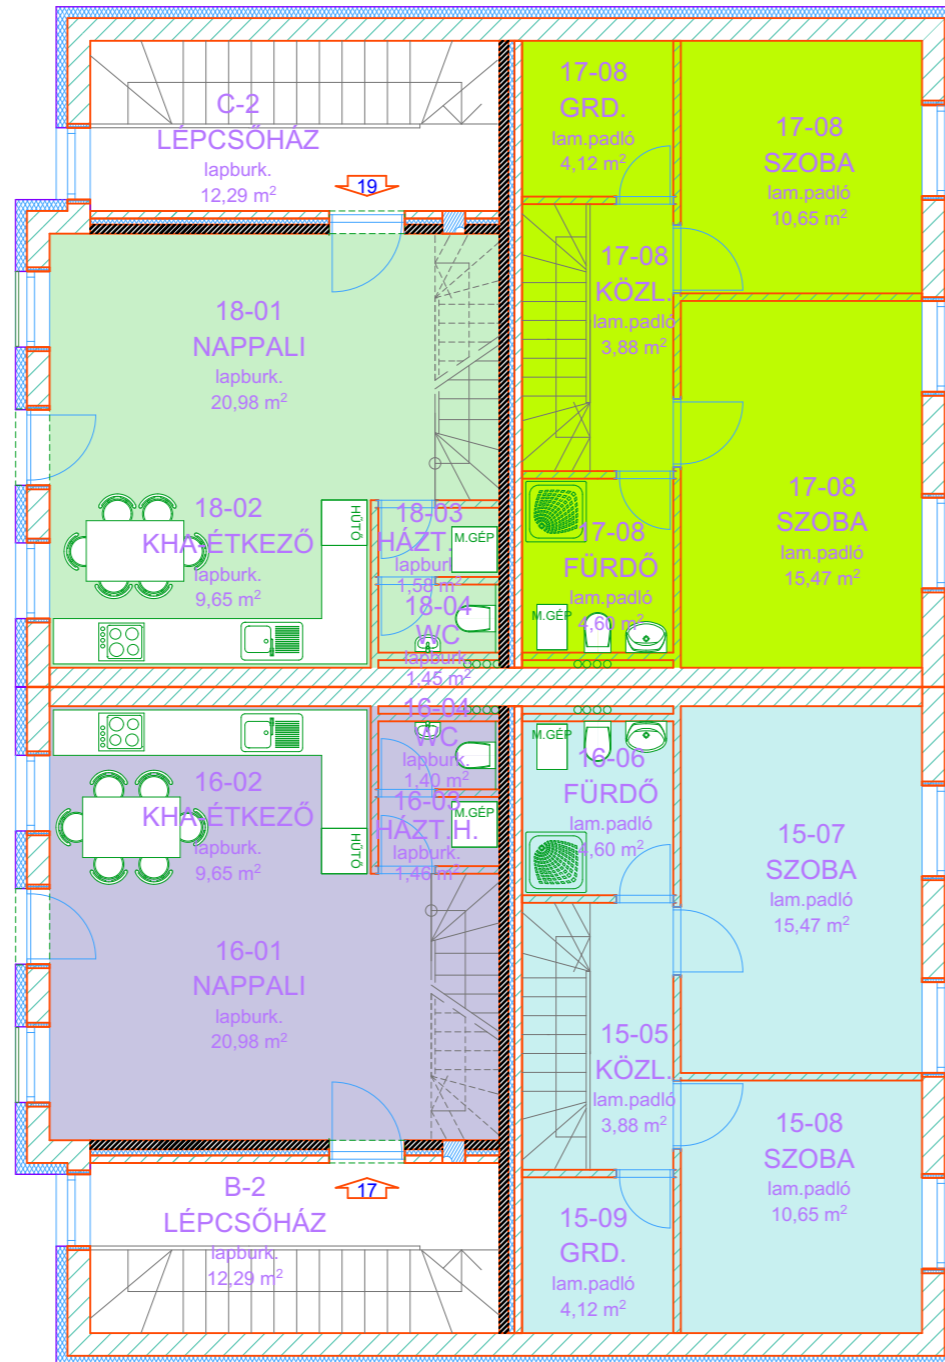 C-2
LÉPCSŐHÁZ
lapburk.
12,29 m²
19
17-08
GRD.
lam.padló
4,12 m²
17-08
SZOBA
lam.padló
10,65 m²
18-01
NAPPALI
lapburk.
20,98 m²
17-08
KÖZL.
lam.padló
3,88 m²
18-02
KHA-ÉTKEZŐ
lapburk.
9,65 m²
HŰTŐ
18-03
HÁZT.
lapburk
1,58 m²
M.GÉP
18-04
WC
lapburk.
1,45 m²
17-08
FÜRDŐ
lam.padló
4,60 m²
M.GÉP
17-08
SZOBA
lam.padló
15,47 m²
16-04
WC
lapburk.
1,40 m²
16-02
KHA-ÉTKEZŐ
lapburk.
9,65 m²
HŰTŐ
16-03
HÁZT.H.
lapburk.
1,46 m²
M.GÉP
M.GÉP
16-06
FÜRDŐ
lam.padló
4,60 m²
15-07
SZOBA
lam.padló
15,47 m²
16-01
NAPPALI
lapburk.
20,98 m²
15-05
KÖZL.
lam.padló
3,88 m²
15-08
SZOBA
lam.padló
10,65 m²
17
B-2
LÉPCSŐHÁZ
lapburk.
12,29 m²
15-09
GRD.
lam.padló
4,12 m²